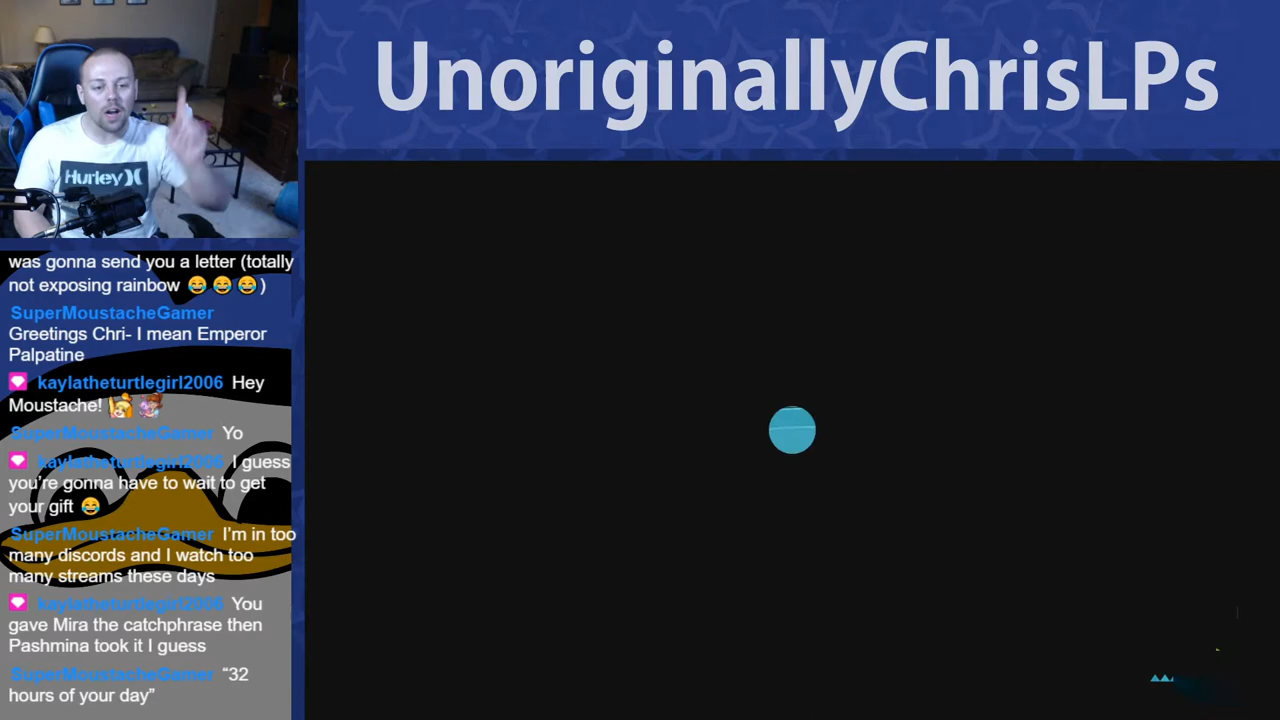 UnoriginallyChrisLPs
Hurley
was gonna send you a letter (totally
not exposing rainbow 😂 😂 😂 )
SuperMoustacheGamer
Greetings Chri- I mean Emperor
Palpatine
kaylatheturtlegirl2006 Hey
Moustache!
SuperMoustacheGamer Yo
kaylatheturtlegirl2006 I guess
you’re gonna have to wait to get
your gift 😂
SuperMoustacheGamer I’m in too
many discords and I watch too
many streams these days
kaylatheturtlegirl2006 You
gave Mira the catchphrase then
Pashmina took it I guess
SuperMoustacheGamer “32
hours of your day”